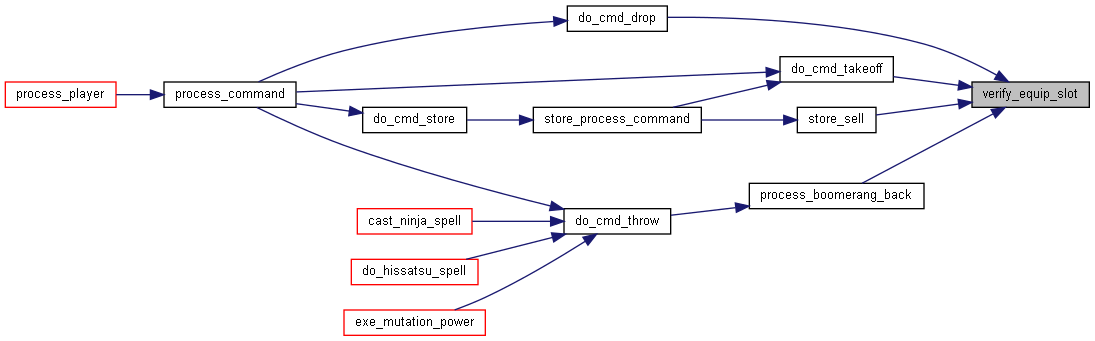 do_cmd_drop
do_cmd_takeoff
process_player
process_command
verify_equip_slot
do_cmd_store
store_process_command
store_sell
process_boomerang_back
cast_ninja_spell
do_cmd_throw
do_hissatsu_spell
exe_mutation_power